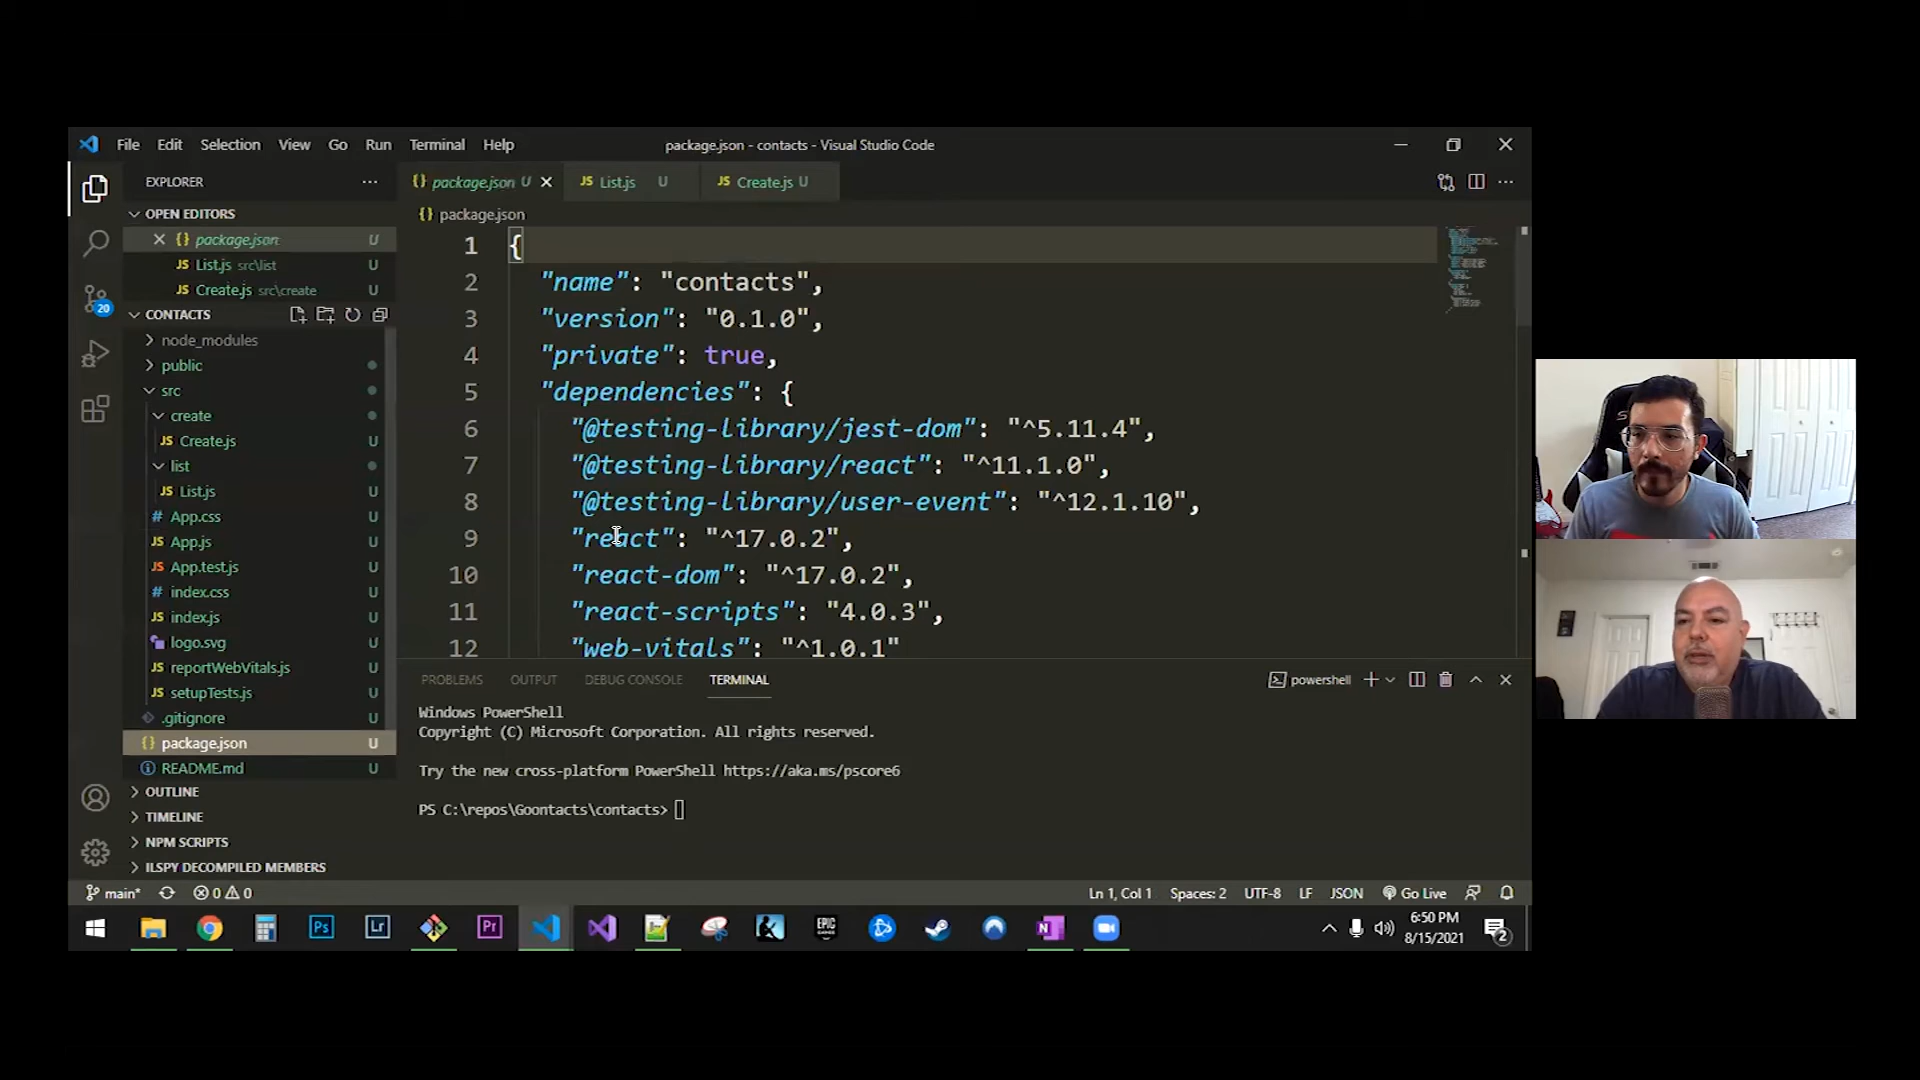 File Edit Selection View Go Run Terminal Help
package.json - contacts - Visual Studio Code
EXPLORER
OPEN EDITORS
package.json U
List.js src\list U
Create.js src\create U
20
CONTACTS
node_modules
public
src
create
Create.js U
list
List.js U
App.css U
App.js U
App.test.js U
index.css U
index.js U
logo.svg U
reportWebVitals.js U
setupTests.js U
.gitignore U
package.json U
README.md U
OUTLINE
TIMELINE
NPM SCRIPTS
ILSPY DECOMPILED MEMBERS
package.json U
JS List.js U
JS Create.js U
{} package.json
1 {
2 "name": "contacts",
3 "version": "0.1.0",
4 "private": true,
5 "dependencies": {
6 "@testing-library/jest-dom": "^5.11.4",
7 "@testing-library/react": "^11.1.0",
8 "@testing-library/user-event": "^12.1.10",
9 "react": "^17.0.2",
10 "react-dom": "^17.0.2",
11 "react-scripts": "4.0.3",
12 "web-vitals": "^1.0.1"
PROBLEMS OUTPUT DEBUG CONSOLE TERMINAL
powershell
Windows PowerShell
Copyright (C) Microsoft Corporation. All rights reserved.
Try the new cross-platform PowerShell https://aka.ms/pscore6
PS C:\repos\Goontacts\contacts>
main* 0 0
Ln 1, Col 1 Spaces: 2 UTF-8 LF JSON Go Live
Ps Lr Pr EPIC N
6:50 PM
8/15/2021
2